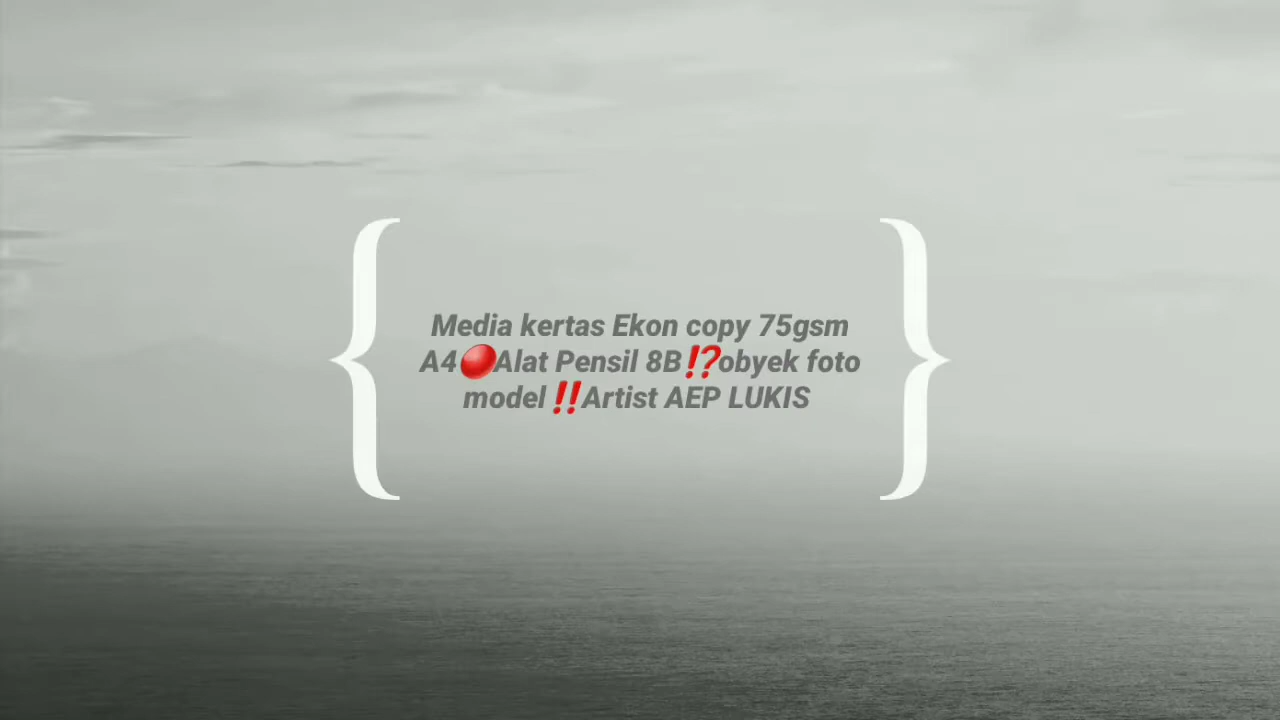 Media kertas Ekon copy 75gsm
A4🔴Alat Pensil 8B⁉️obyek foto
model‼️Artist AEP LUKIS